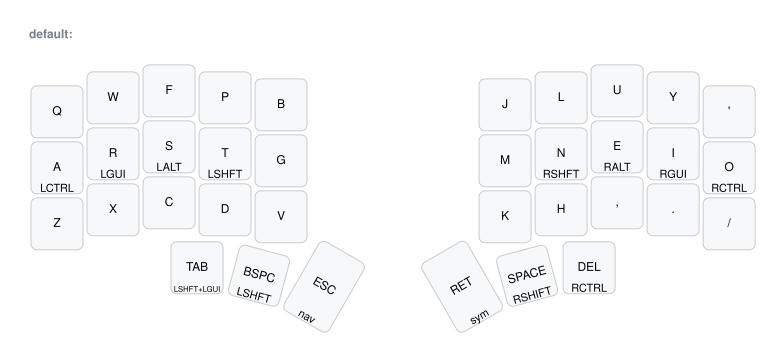 default:
Q W F P B J L U Y '
A LCTRL R LGUI S LALT T LSHFT G M N RSHFT E RALT I RGUI O RCTRL
Z X C D V K H , . /
TAB LSHFT+LGUI BSPC LSHFT ESC nav RET sym SPACE RSHIFT DEL RCTRL